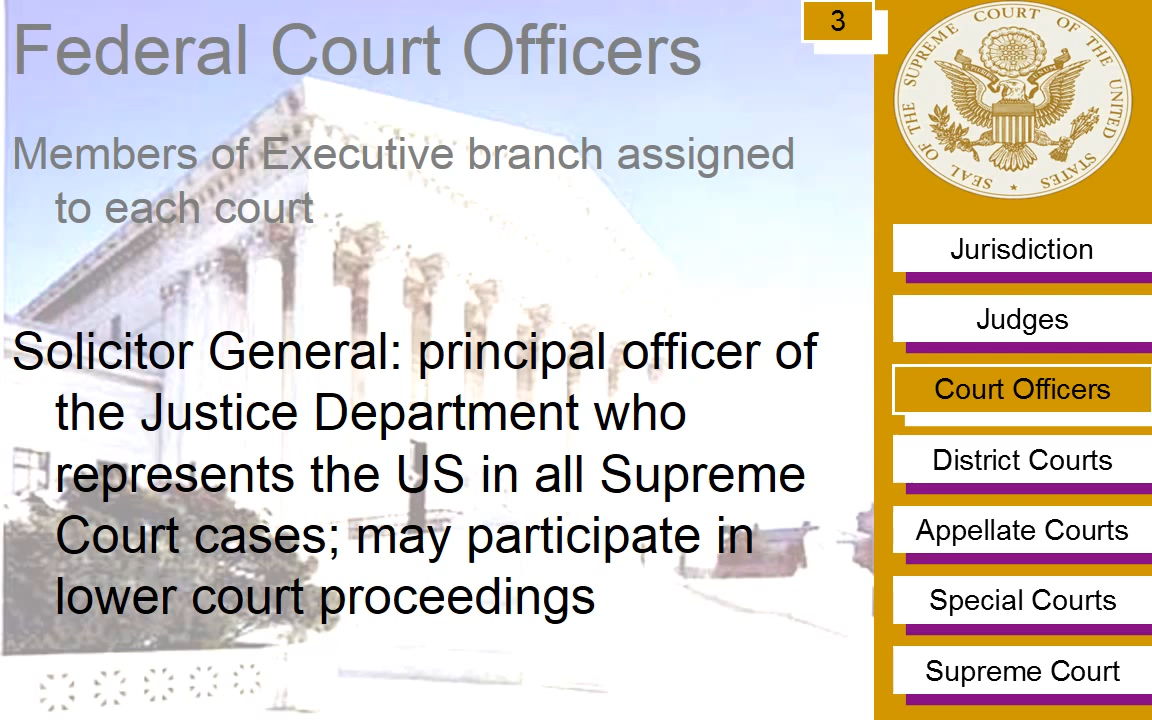 Federal Court Officers
3
Members of Executive branch assigned
to each court
Solicitor General: principal officer of
the Justice Department who
represents the US in all Supreme
Court cases; may participate in
lower court proceedings
SEAL OF THE SUPREME COURT OF THE UNITED STATES
Jurisdiction
Judges
Court Officers
District Courts
Appellate Courts
Special Courts
Supreme Court